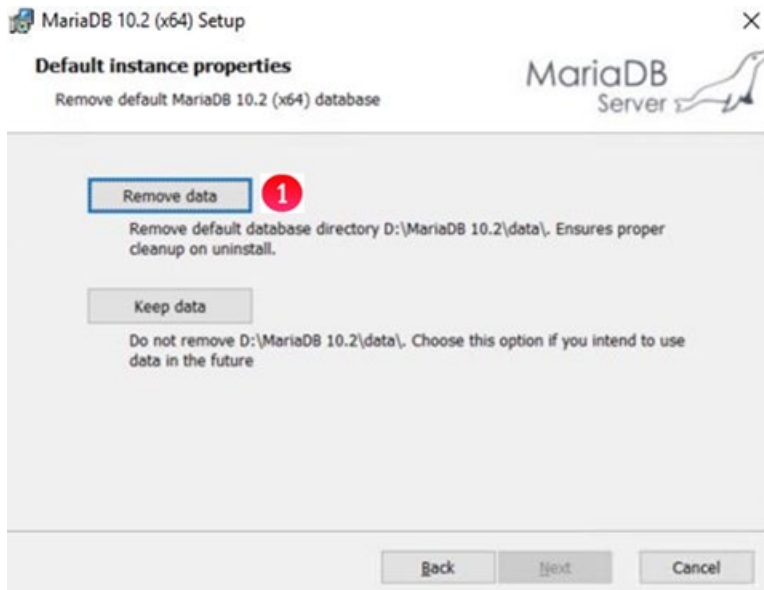 MariaDB 10.2 (x64) Setup
Default instance properties
Remove default MariaDB 10.2 (x64) database
MariaDB
Server
Remove data
1
Remove default database directory D:\MariaDB 10.2\data\. Ensures proper
cleanup on uninstall.
Keep data
Do not remove D:\MariaDB 10.2\data\. Choose this option if you intend to use
data in the future
Back
Next
Cancel